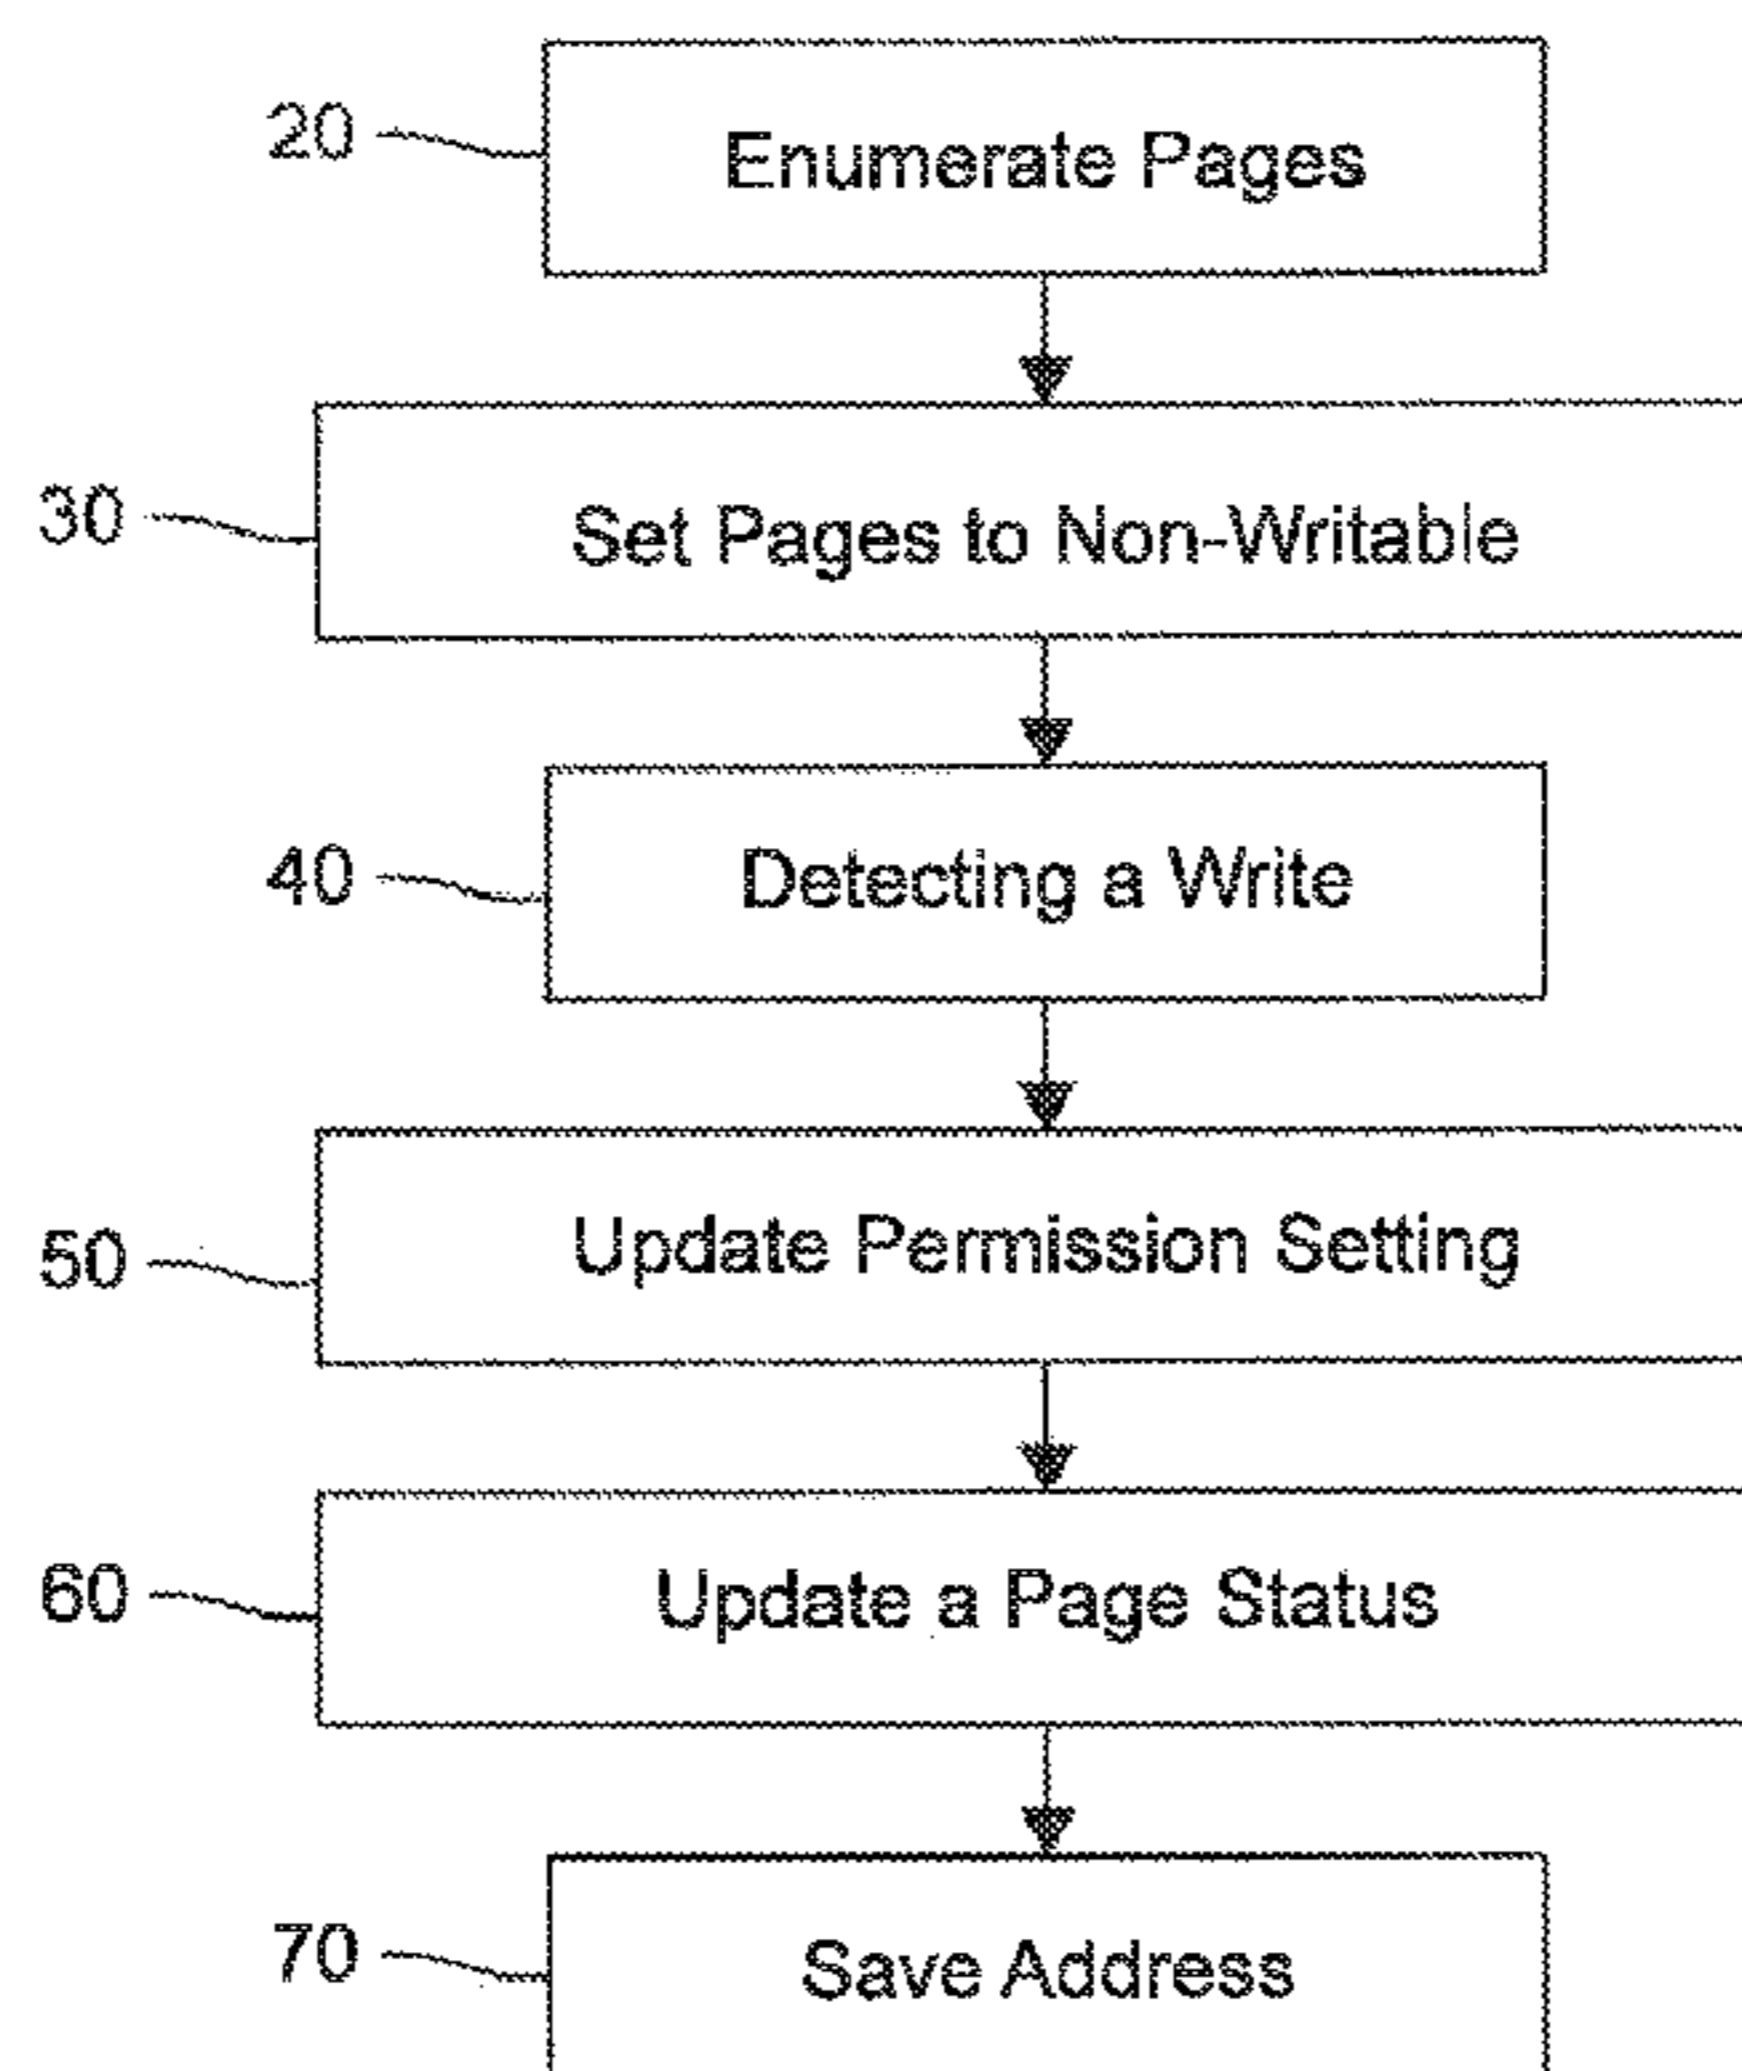 20 Enumerate Pages
30 Set Pages to Non-Writable
40 Detecting a Write
50 Update Permission Setting
60 Update a Page Status
70 Save Address